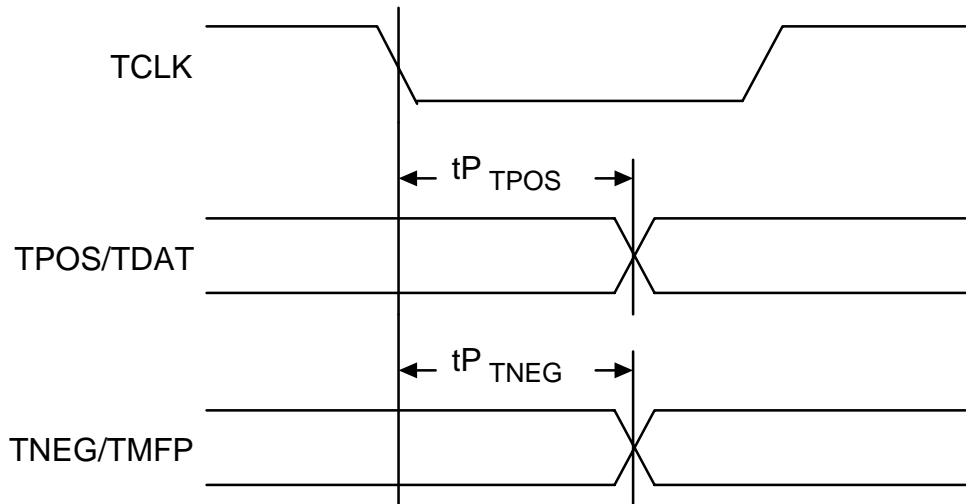 TCLK
tP TPOS
TPOS/TDAT
tP TNEG
TNEG/TMFP